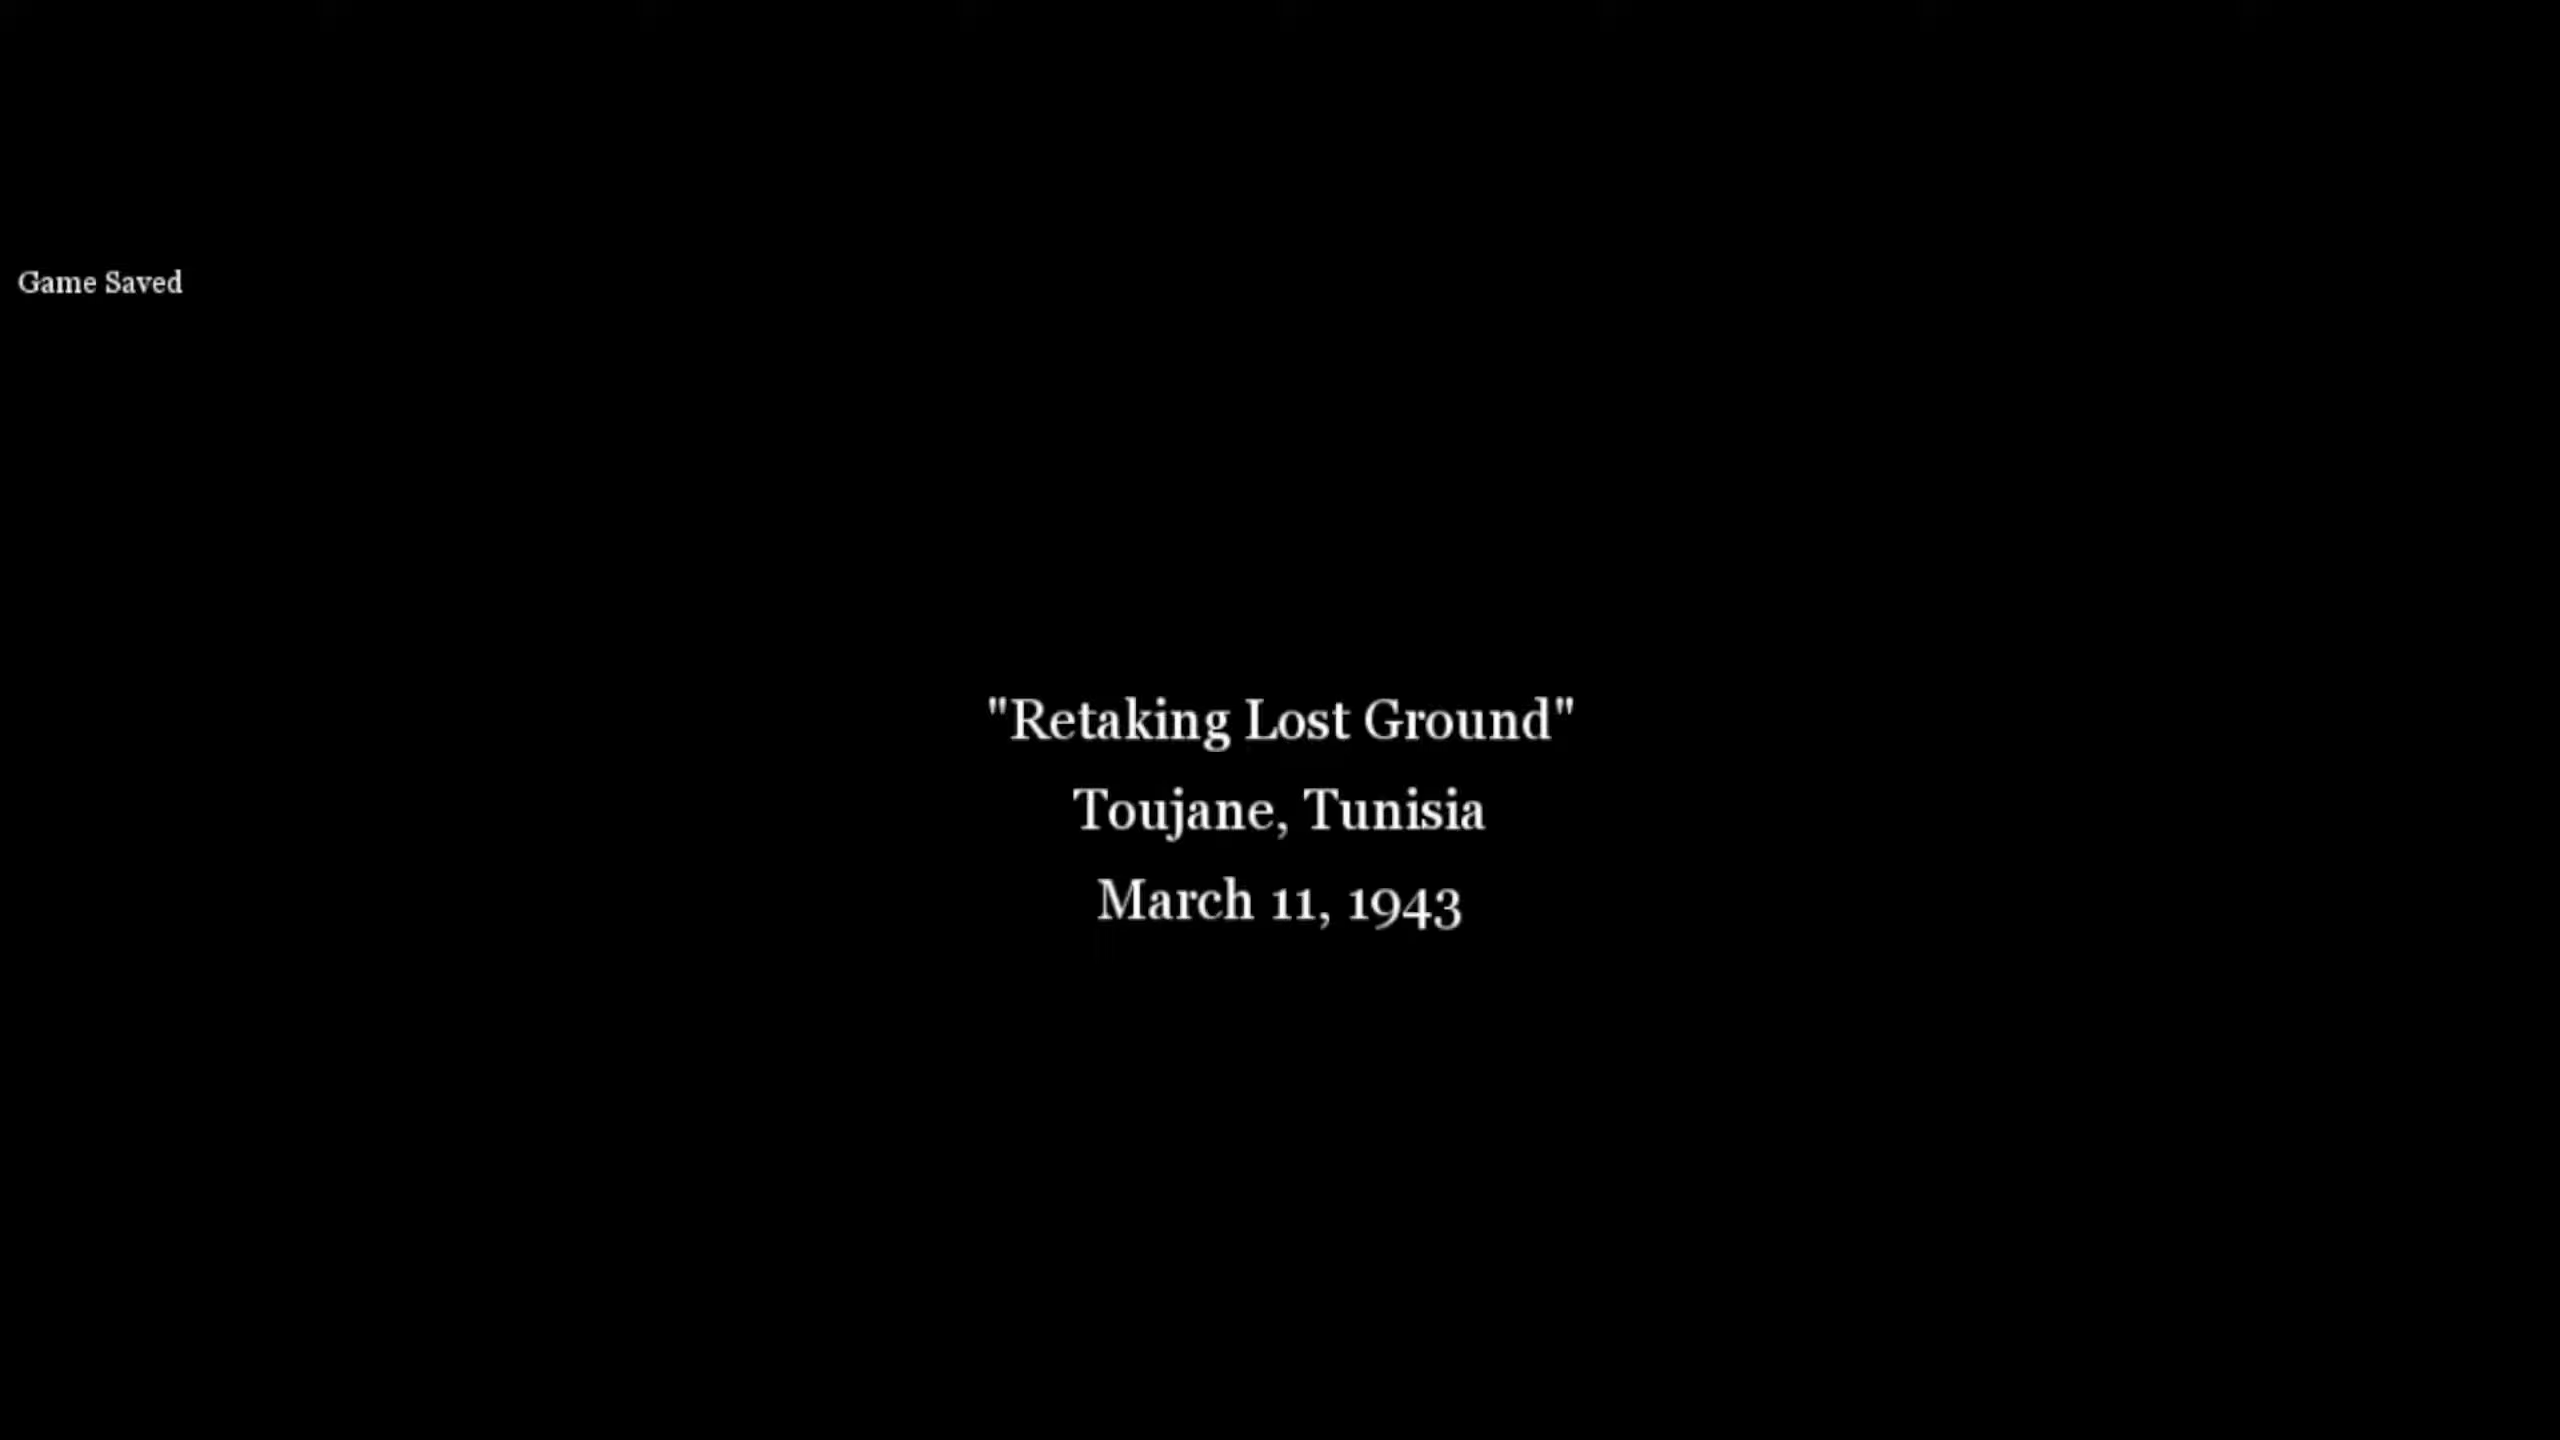 Game Saved
"Retaking Lost Ground"
Toujane, Tunisia
March 11, 1943